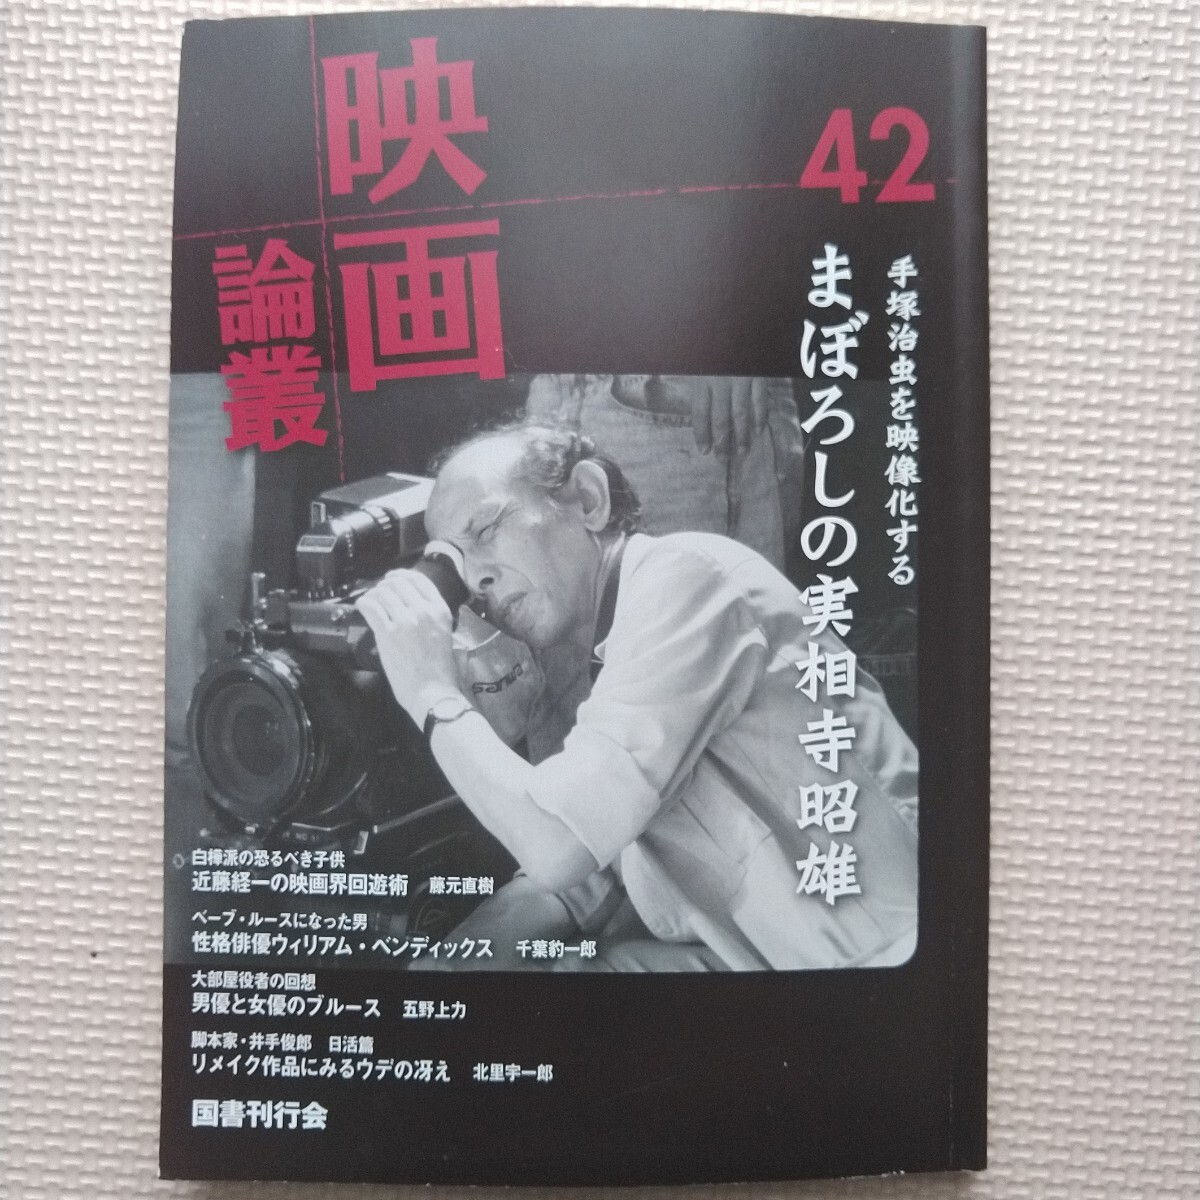 映画
論叢
42
手塚治虫を映像化する
まぼろしの実相寺昭雄
白樺派の恐るべき子供
近藤経一の映画界回遊術 藤元直樹
ベーブ・ルースになった男
性格俳優ウィリアム・ベンディックス 千葉豹一郎
大部屋役者の回想
男優と女優のブルース 五野上力
脚本家・井手俊郎 日活篇
リメイク作品にみるウデの冴え 北里宇一郎
国書刊行会